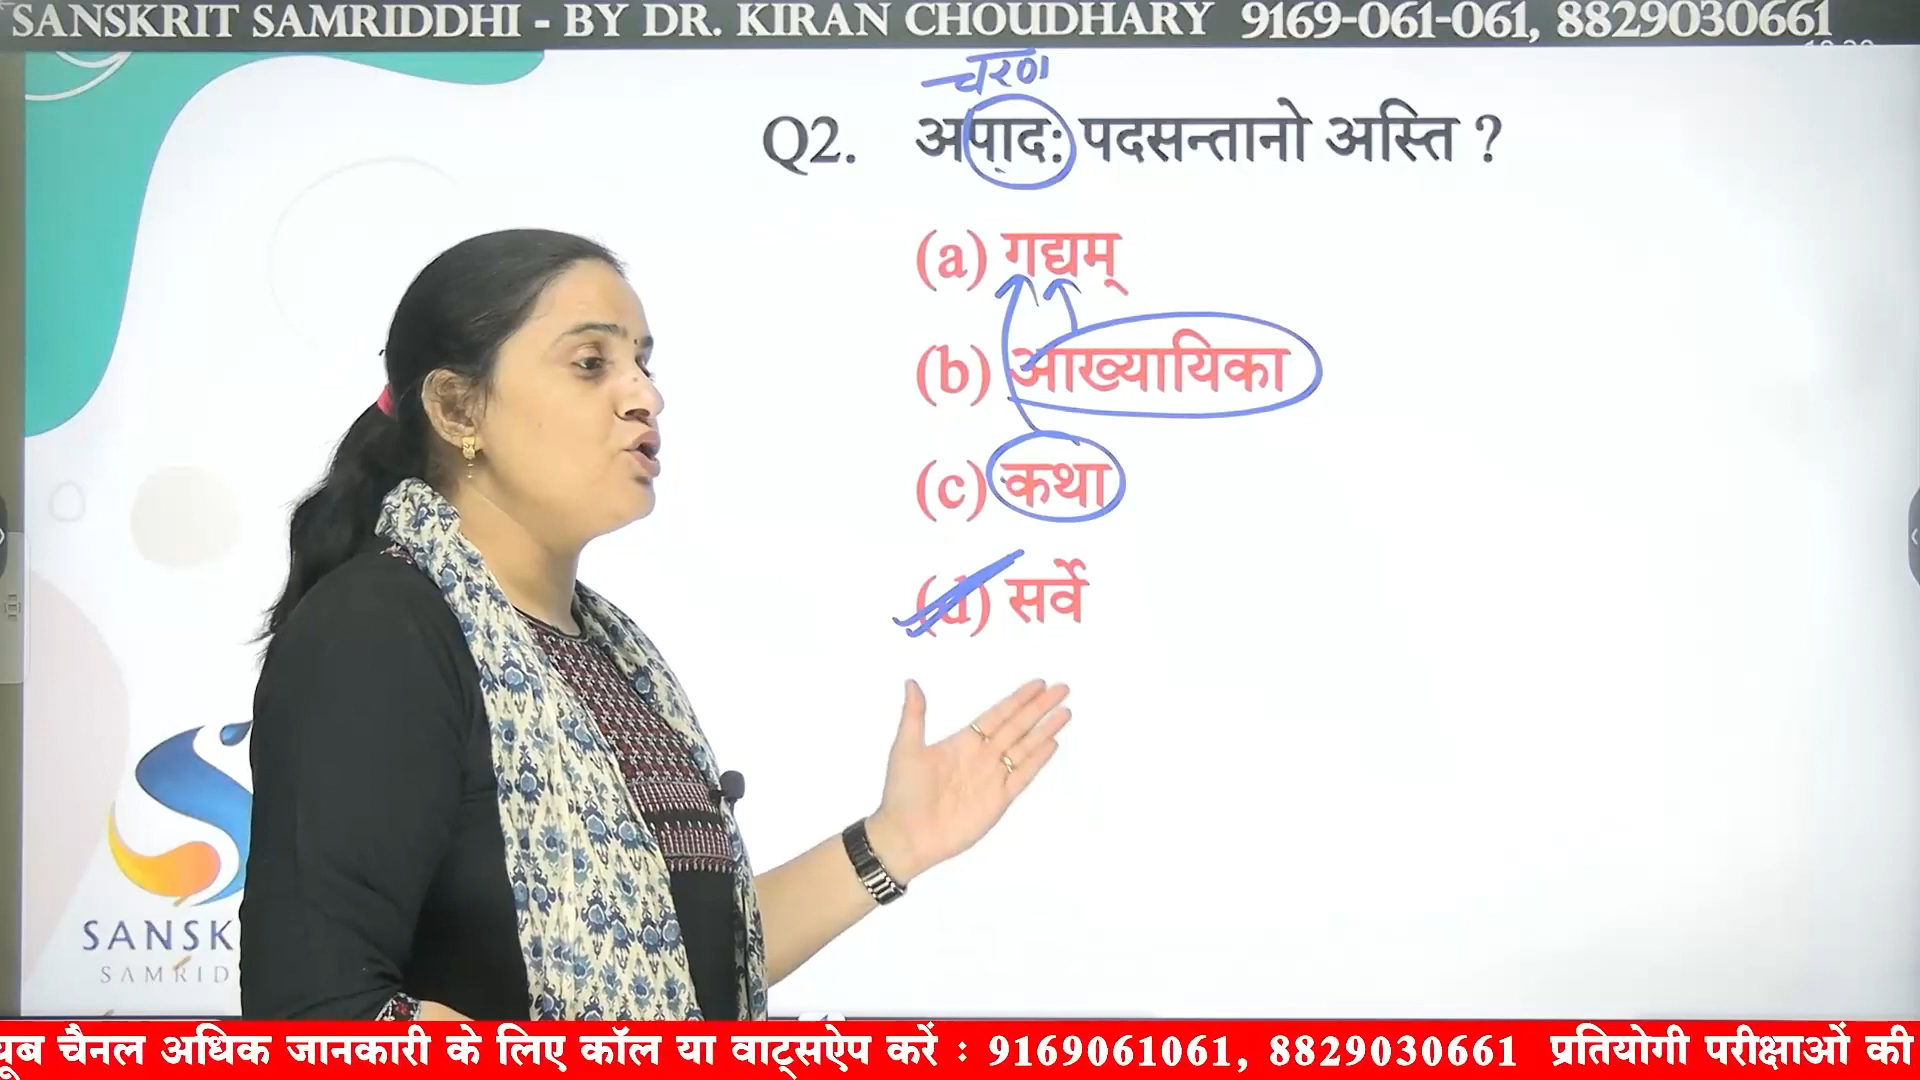 SANSKRIT SAMRIDDHI - BY DR. KIRAN CHOUDHARY 9169-061-061, 8829030661
चरण
Q2. अपाद: पदसन्तानो अस्ति ?
(a) गद्यम्
(b) आख्यायिका
(c) कथा
(d) सर्वे
SANSK
SAMRID
यूब चैनल अधिक जानकारी के लिए कॉल या वाट्सऐप करें : 9169061061, 8829030661 प्रतियोगी परीक्षाओं की